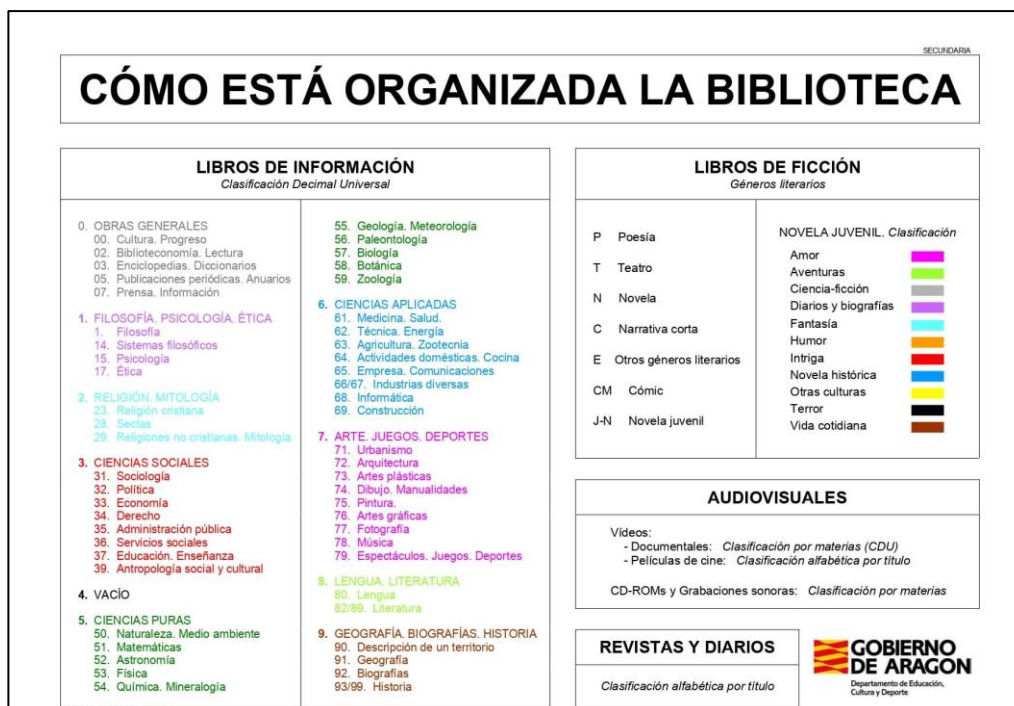 SECUNDARIA
CÓMO ESTÁ ORGANIZADA LA BIBLIOTECA
LIBROS DE INFORMACIÓN
Clasificación Decimal Universal
0. OBRAS GENERALES
00. Cultura. Progreso
02. Biblioteconomía. Lectura
03. Enciclopedias. Diccionarios
05. Publicaciones periódicas. Anuarios
07. Prensa. Información
1. FILOSOFÍA. PSICOLOGÍA. ÉTICA
1. Filosofía
14. Sistemas filosóficos
15. Psicología
17. Ética
2. RELIGIÓN. MITOLOGÍA
23. Religión cristiana
28. Sectas
29. Religiones no cristianas. Mitología
3. CIENCIAS SOCIALES
31. Sociología
32. Política
33. Economía
34. Derecho
35. Administración pública
36. Servicios sociales
37. Educación. Enseñanza
39. Antropología social y cultural
4. VACÍO
5. CIENCIAS PURAS
50. Naturaleza. Medio ambiente
51. Matemáticas
52. Astronomía
53. Física
54. Química. Mineralogía
55. Geología. Meteorología
56. Paleontología
57. Biología
58. Botánica
59. Zoología
6. CIENCIAS APLICADAS
61. Medicina. Salud.
62. Técnica. Energía
63. Agricultura. Zootecnia
64. Actividades domésticas. Cocina
65. Empresa. Comunicaciones
66/67. Industrias diversas
68. Informática
69. Construcción
7. ARTE. JUEGOS. DEPORTES
71. Urbanismo
72. Arquitectura
73. Artes plásticas
74. Dibujo. Manualidades
75. Pintura.
76. Artes gráficas
77. Fotografía
78. Música
79. Espectáculos. Juegos. Deportes
8. LENGUA. LITERATURA
80. Lengua
82/89. Literatura
9. GEOGRAFÍA. BIOGRAFÍAS. HISTORIA
90. Descripción de un territorio
91. Geografía
92. Biografías
93/99. Historia
LIBROS DE FICCIÓN
Géneros literarios
P Poesía
T Teatro
N Novela
C Narrativa corta
E Otros géneros literarios
CM Cómic
J-N Novela juvenil
NOVELA JUVENIL. Clasificación
Amor
Aventuras
Ciencia-ficción
Diarios y biografías
Fantasía
Humor
Intriga
Novela histórica
Otras culturas
Terror
Vida cotidiana
AUDIOVISUALES
Vídeos:
- Documentales: Clasificación por materias (CDU)
- Películas de cine: Clasificación alfabética por título
CD-ROMs y Grabaciones sonoras: Clasificación por materias
REVISTAS Y DIARIOS
Clasificación alfabética por título
GOBIERNO
DE ARAGON
Departamento de Educación,
Cultura y Deporte